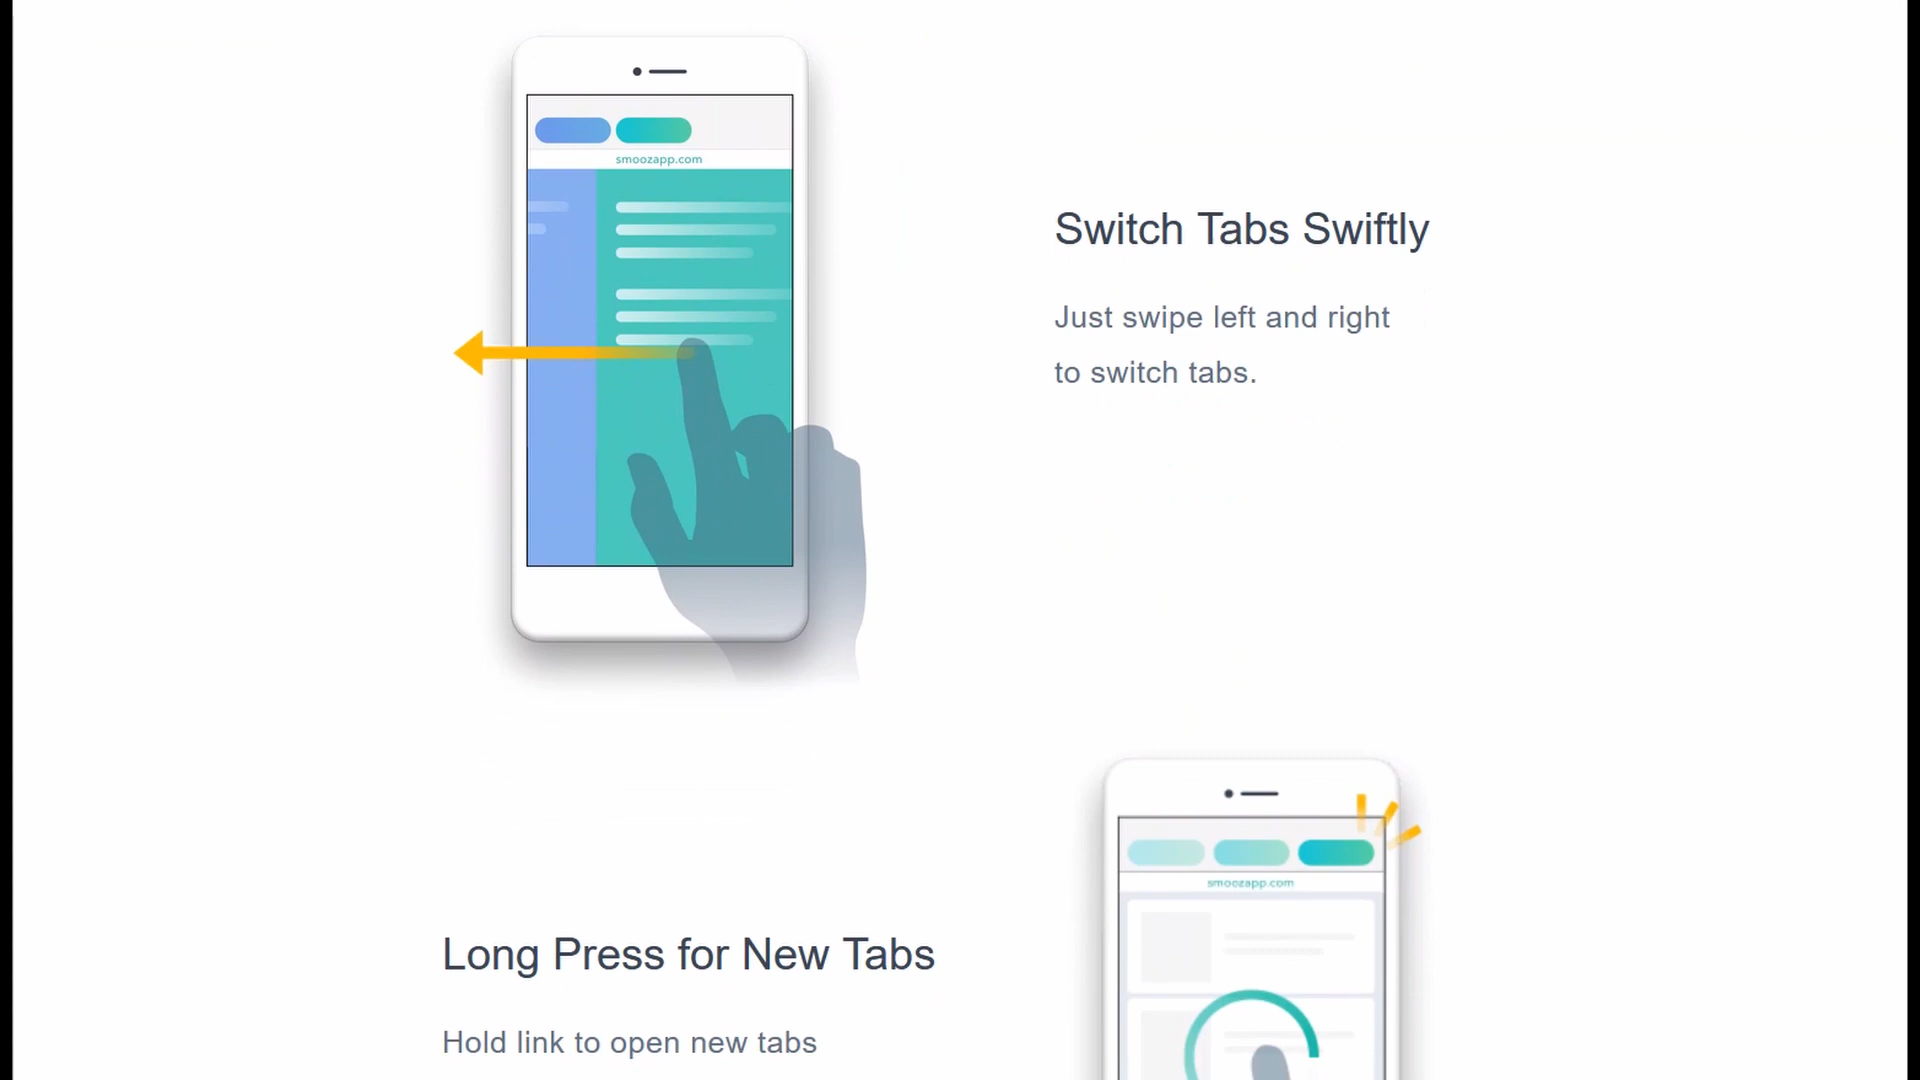 smoozapp.com
Switch Tabs Swiftly
Just swipe left and right
to switch tabs.
smoozapp.com
Long Press for New Tabs
Hold link to open new tabs